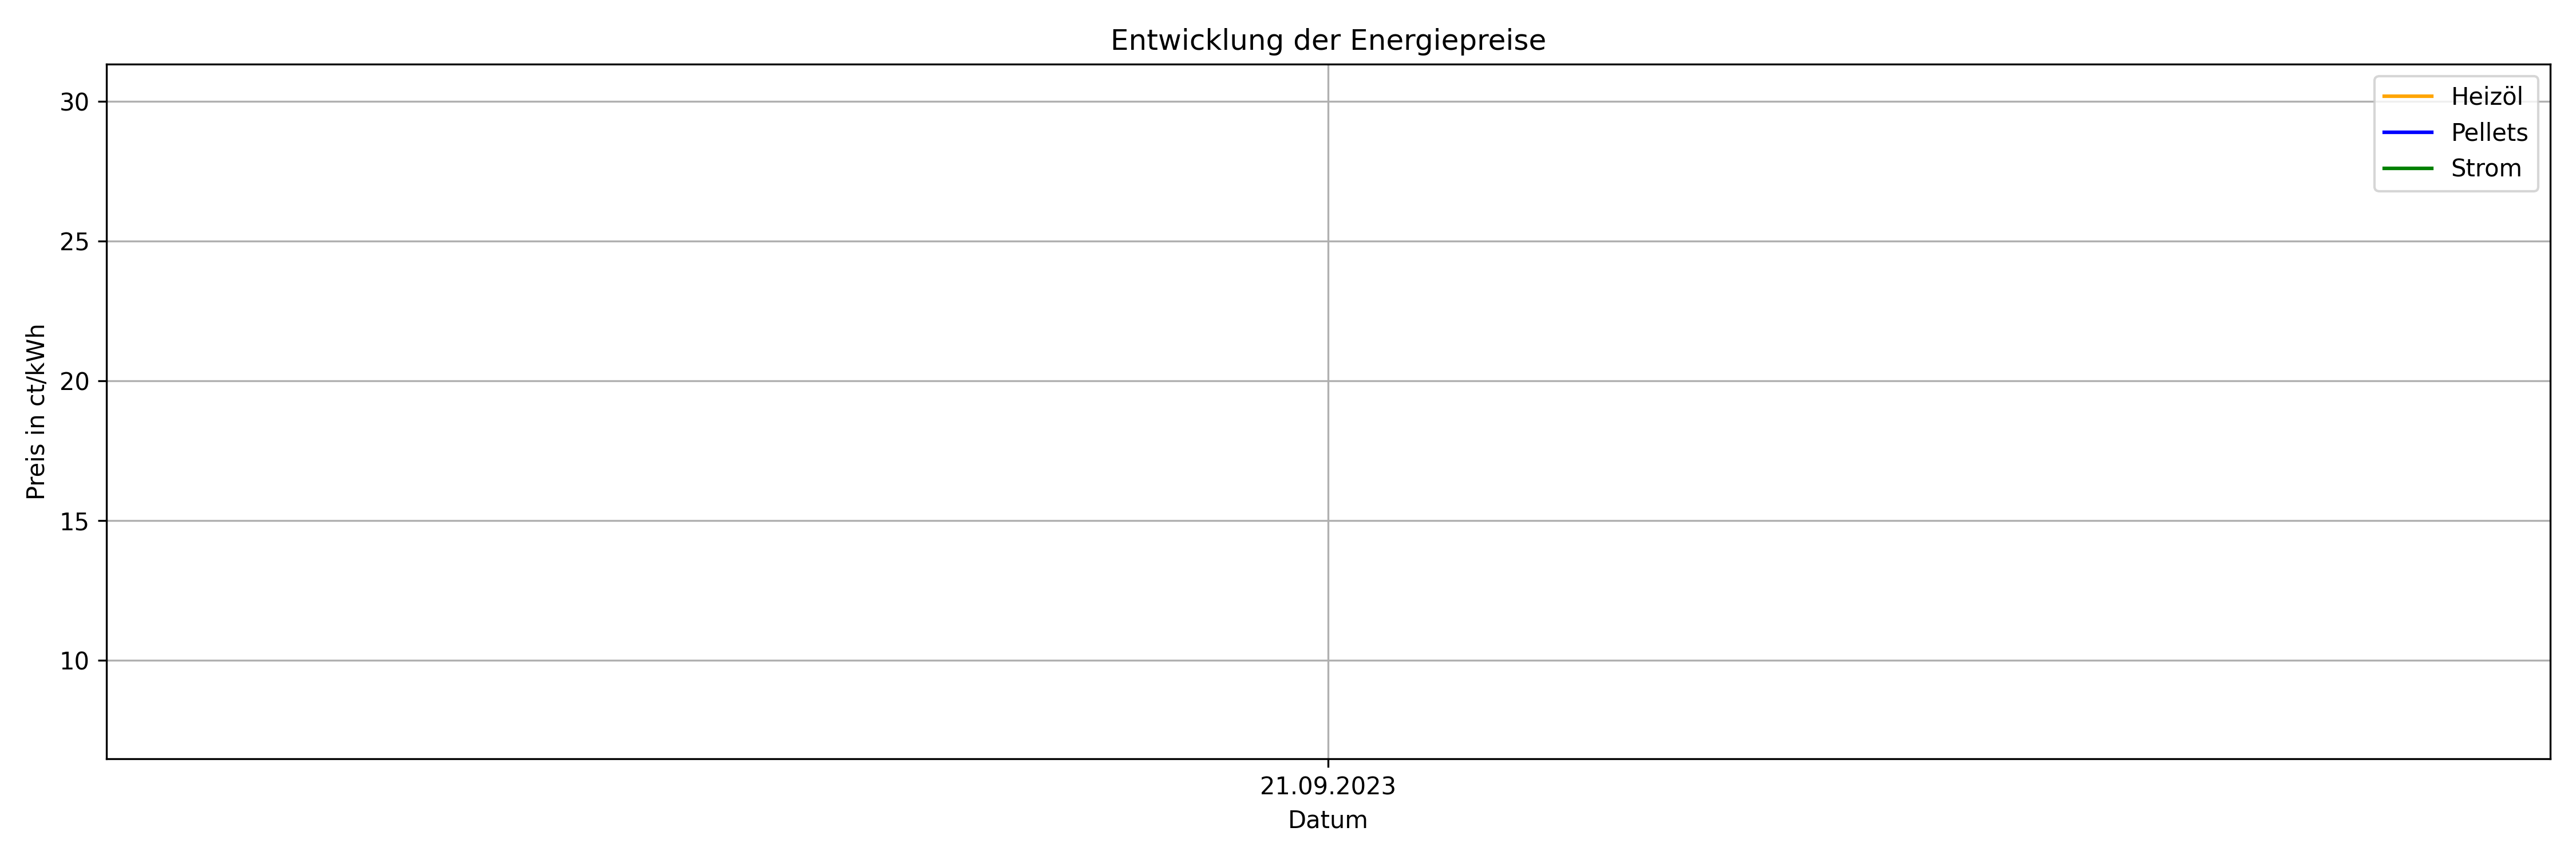 Entwicklung der Energiepreise
30
25
20
15
10
Preis in ct/kWh
Heizöl
Pellets
Strom
21.09.2023
Datum